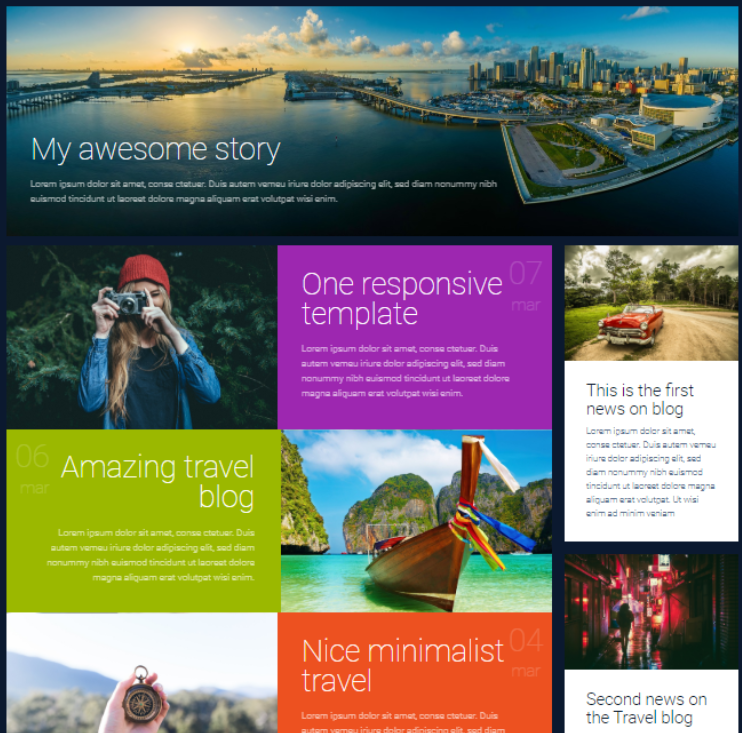 My awesome story
Lorem ipsum dolor sit amet, conse ctetuer. Duis autem verneu iriure dolor adipiscing elit, sed diam nonummy nibh
euismod tincidunt ut laoreet dolore magna aliquam erat volutpat wisi enim.
One responsive
template
07
mar
Lorem ipsum dolor sit amet, conse ctetuer. Duis
autem verneu iriure dolor adipiscing elit, sed diam
nonummy nibh euismod tincidunt ut laoreet dolore
magna aliquam erat volutpat wisi enim.
06
mar
Amazing travel
blog
Lorem ipsum dolor sit amet, conse ctetuer. Duis
autem verneu iriure dolor adipiscing elit, sed diam
nonummy nibh euismod tincidunt ut laoreet dolore
magna aliquam erat volutpat wisi enim.
Nice minimalist
travel
04
mar
Lorem ipsum dolor sit amet, conse ctetuer. Duis
This is the first
news on blog
Lorem ipsum dolor sit amet,
conse ctetuer. Duis autem verneu
iriure dolor adipiscing elit, sed
diam nonummy nibh euismod
tincidunt ut laoreet dolore magna
aliquam erat volutpat. Ut wisi
enim ad minim veniam
Second news on
the Travel blog